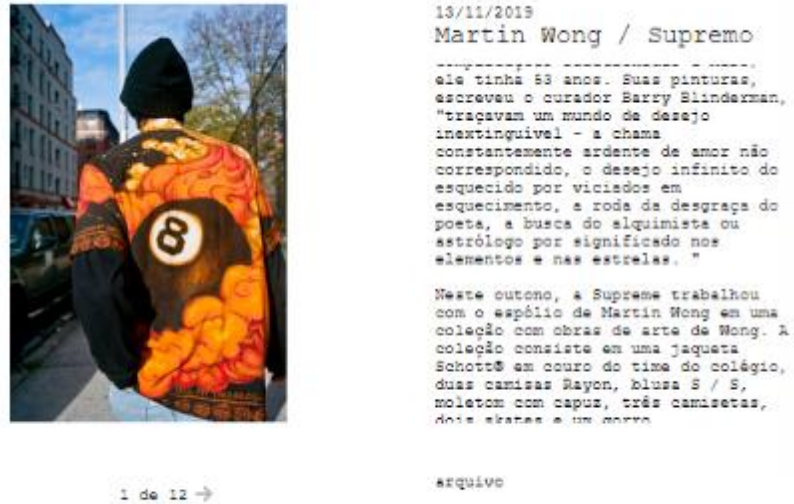 13/11/2019
Martin Wong / Supremo
ele tinha 53 anos. Suas pinturas,
escreveu o curador Barry Blinderman,
"traçavam um mundo de desejo
inextinguível - a chama
constantemente ardente de amor não
correspondido, o desejo infinito do
esquecido por viciados em
esquecimento, a roda da desgraça do
poeta, a busca do alquimista ou
astrólogo por significado nos
elementos e nas estrelas. "
Neste outono, a Supreme trabalhou
com o espólio de Martin Wong em uma
coleção com obras de arte de Wong. A
coleção consiste em uma jaqueta
Schott® em couro do time do colégio,
duas camisas Rayon, blusa S / S,
moletom com capuz, três camisetas,
dois skates e um gorro
8
1 de 12 →
arquivo